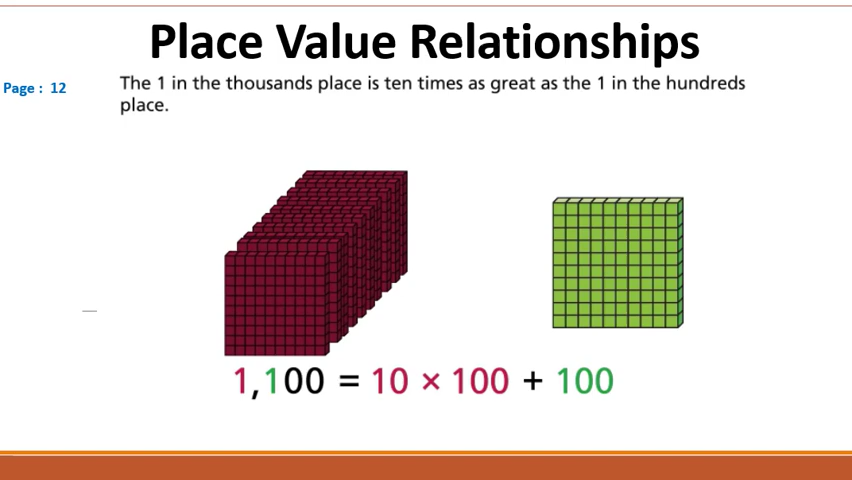 Place Value Relationships
Page : 12
The 1 in the thousands place is ten times as great as the 1 in the hundreds
place.
1,100 = 10 × 100 + 100